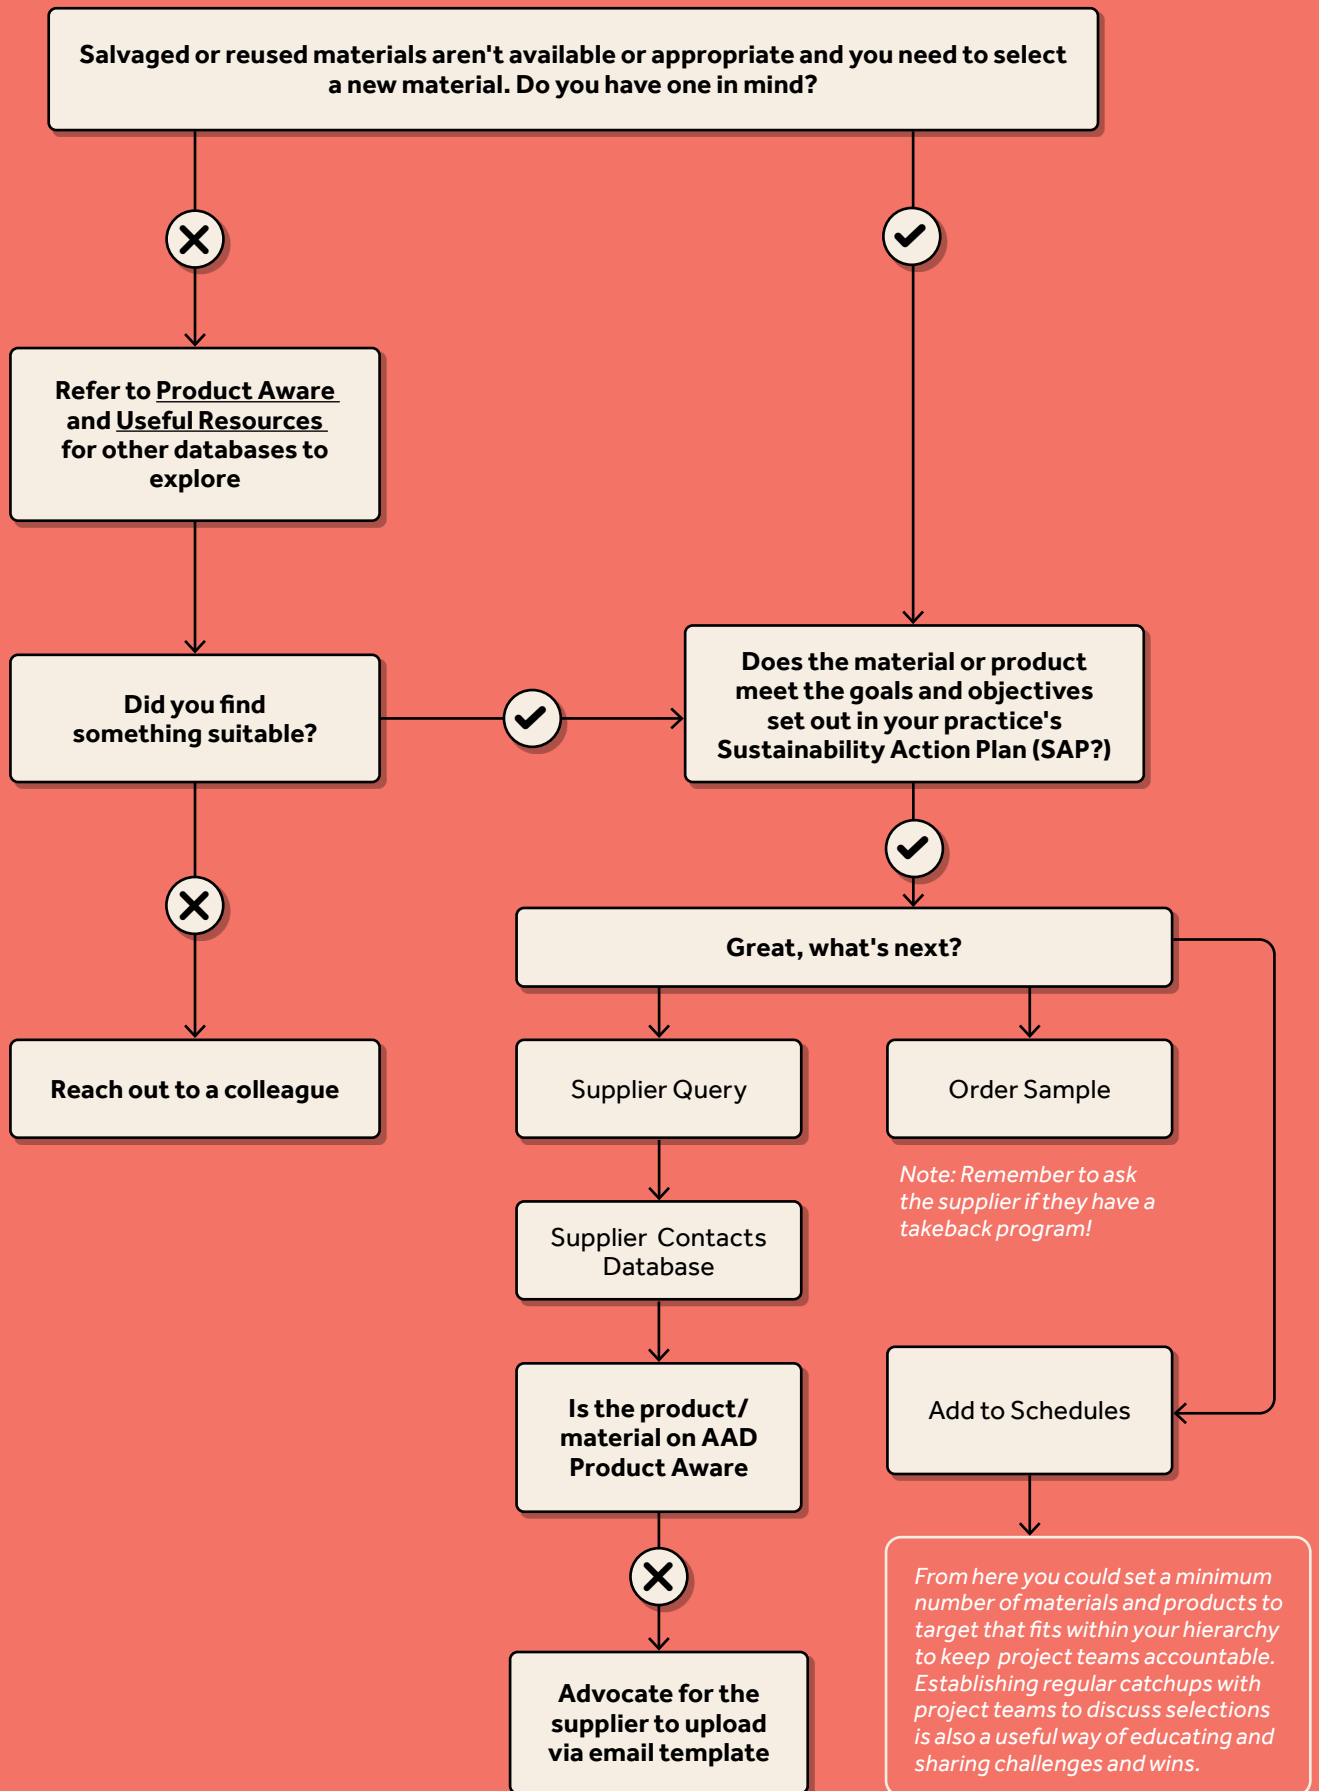 Salvaged or reused materials aren't available or appropriate and you need to select
a new material. Do you have one in mind?
Refer to Product Aware
and Useful Resources
for other databases to
explore
Did you find
something suitable?
Does the material or product
meet the goals and objectives
set out in your practice's
Sustainability Action Plan (SAP?)
Great, what's next?
Reach out to a colleague
Supplier Query
Order Sample
Note: Remember to ask
the supplier if they have a
takeback program!
Supplier Contacts
Database
Is the product/
material on AAD
Product Aware
Add to Schedules
Advocate for the
supplier to upload
via email template
From here you could set a minimum
number of materials and products to
target that fits within your hierarchy
to keep project teams accountable.
Establishing regular catchups with
project teams to discuss selections
is also a useful way of educating and
sharing challenges and wins.